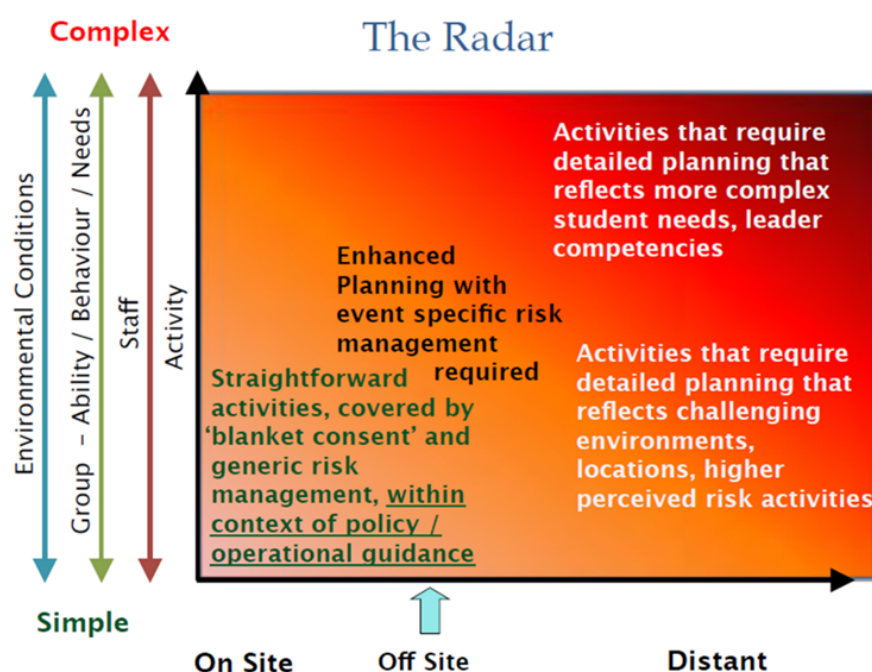 Complex
The Radar
Environmental Conditions
Group - Ability / Behaviour / Needs
Staff
Activity
Activities that require
detailed planning that
reflects more complex
student needs, leader
competencies
Enhanced
Planning with
event specific risk
management
required
Activities that require
detailed planning that
reflects challenging
environments,
locations, higher
perceived risk activities
Straightforward
activities, covered by
‘blanket consent’ and
generic risk
management, within
context of policy /
operational guidance
Simple
On Site
Off Site
Distant